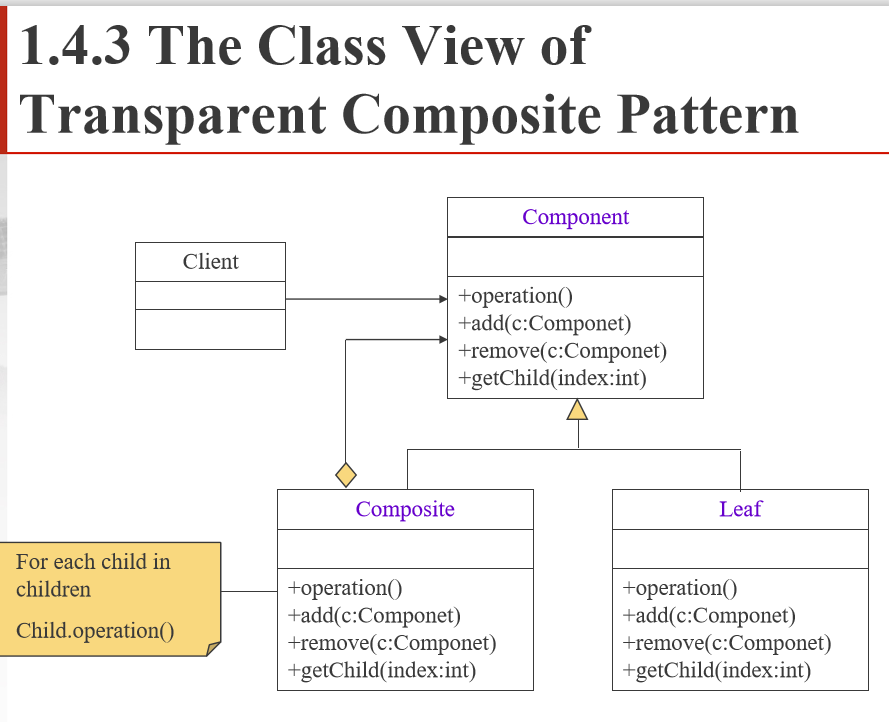 1.4.3 The Class View of
Transparent Composite Pattern
Component
+operation()
+add(c:Componet)
+remove(c:Componet)
+getChild(index:int)
Client
Composite
+operation()
+add(c:Componet)
+remove(c:Componet)
+getChild(index:int)
Leaf
+operation()
+add(c:Componet)
+remove(c:Componet)
+getChild(index:int)
For each child in
children
Child.operation()